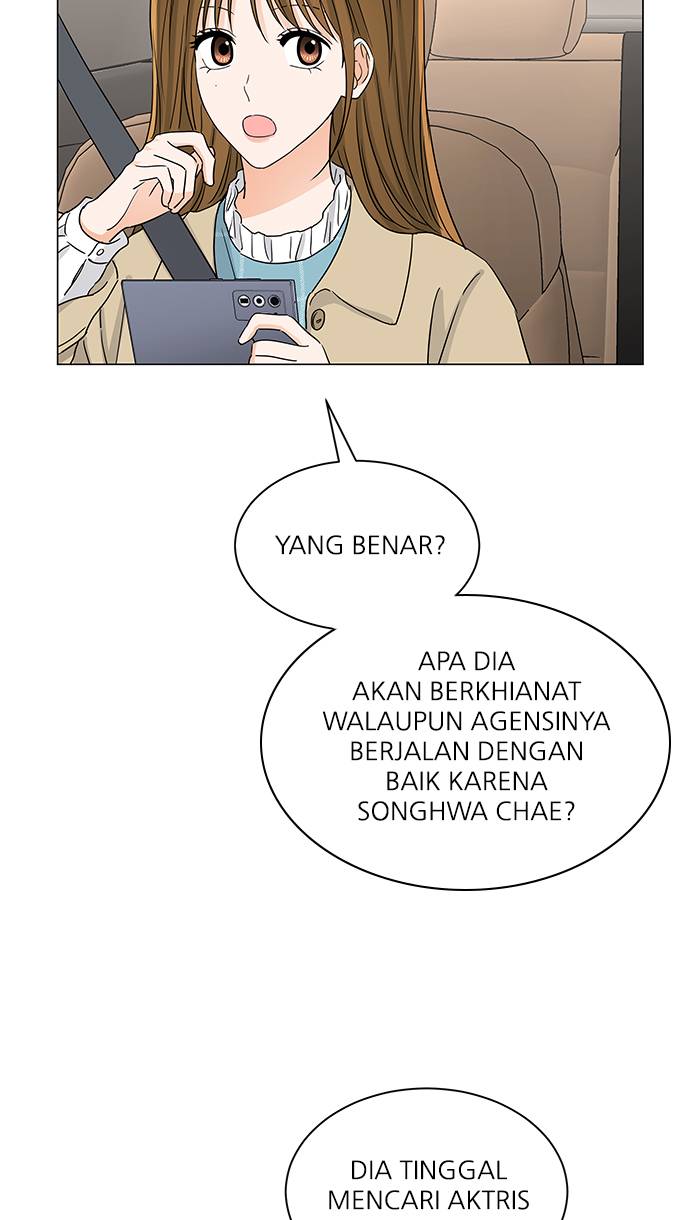 YANG BENAR?
APA DIA
AKAN BERKHIANAT
WALAUPUN AGENSINYA
BERJALAN DENGAN
BAIK KARENA
SONGHWA CHAE?
DIA TINGGAL
MENCARI AKTRIS